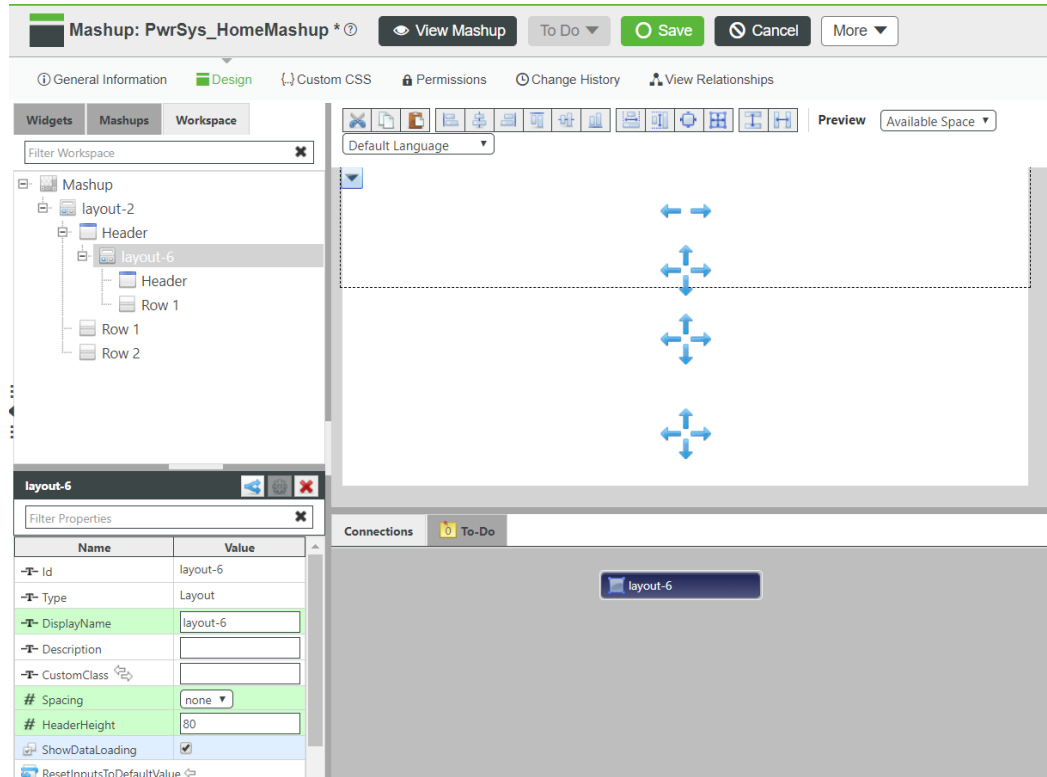 Mashup: PwrSys_HomeMashup * ? View Mashup To Do Save Cancel More
General Information Design {..} Custom CSS Permissions Change History View Relationships
Widgets Mashups Workspace
Preview Available Space
Default Language
Filter Workspace
Mashup
layout-2
Header
layout-6
Header
Row 1
Row 1
Row 2
layout-6
Filter Properties
Name Value
-T- Id layout-6
-T- Type Layout
-T- DisplayName layout-6
-T- Description
-T- CustomClass
# Spacing none
# HeaderHeight 80
ShowDataLoading
ResetInputsToDefaultValue
Connections 0 To-Do
layout-6